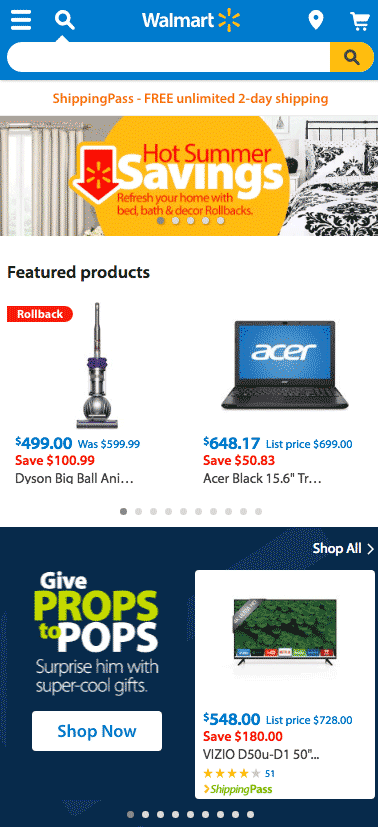 Walmart
ShippingPass - FREE unlimited 2-day shipping
Hot Summer
Savings
Refresh your home with
bed, bath & decor Rollbacks.
Featured products
Rollback
acer
$499.00 Was $599.99
Save $100.99
Dyson Big Ball Ani...
$648.17 List price $699.00
Save $50.83
Acer Black 15.6" Tr...
Shop All
Give
PROPS
to POPS
Surprise him with
super-cool gifts.
Shop Now
$548.00 List price $728.00
Save $180.00
VIZIO D50u-D1 50"...
51
ShippingPass